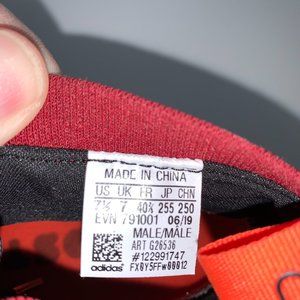 MADE IN CHINA
US UK FR JP CHN
7½ 7 40⅔ 255 250
EVN 791001 06/19
MALE/MÂLE
ART G26536
#122991747
adidas